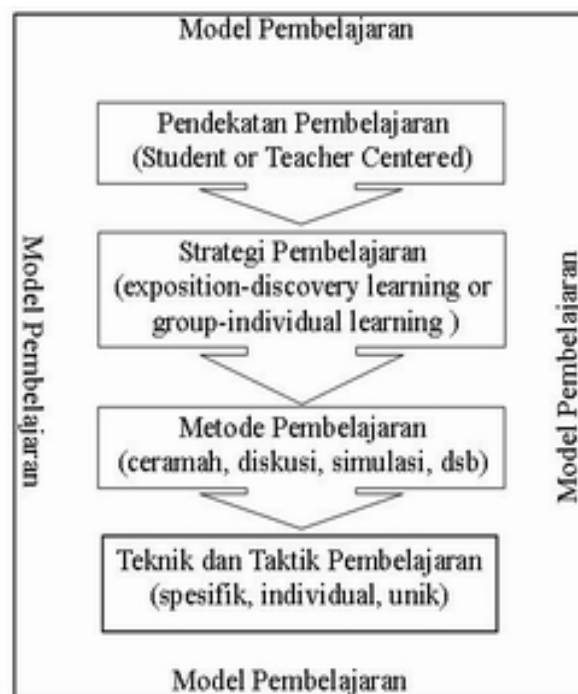 Model Pembelajaran
Pendekatan Pembelajaran
(Student or Teacher Centered)
Strategi Pembelajaran
(exposition-discovery learning or
group-individual learning )
Metode Pembelajaran
(ceramah, diskusi, simulasi, dsb)
Teknik dan Taktik Pembelajaran
(spesifik, individual, unik)
Model Pembelajaran
Model Pembelajaran
Model Pembelajaran